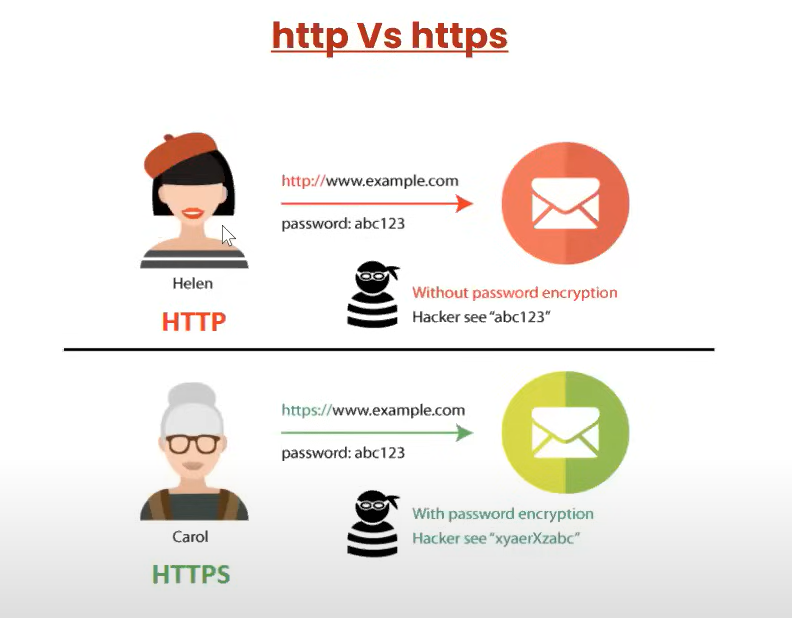 http Vs https
http://www.example.com
password: abc123
Helen
HTTP
Without password encryption
Hacker see “abc123”
https://www.example.com
password: abc123
Carol
HTTPS
With password encryption
Hacker see “xyaerXzabc”